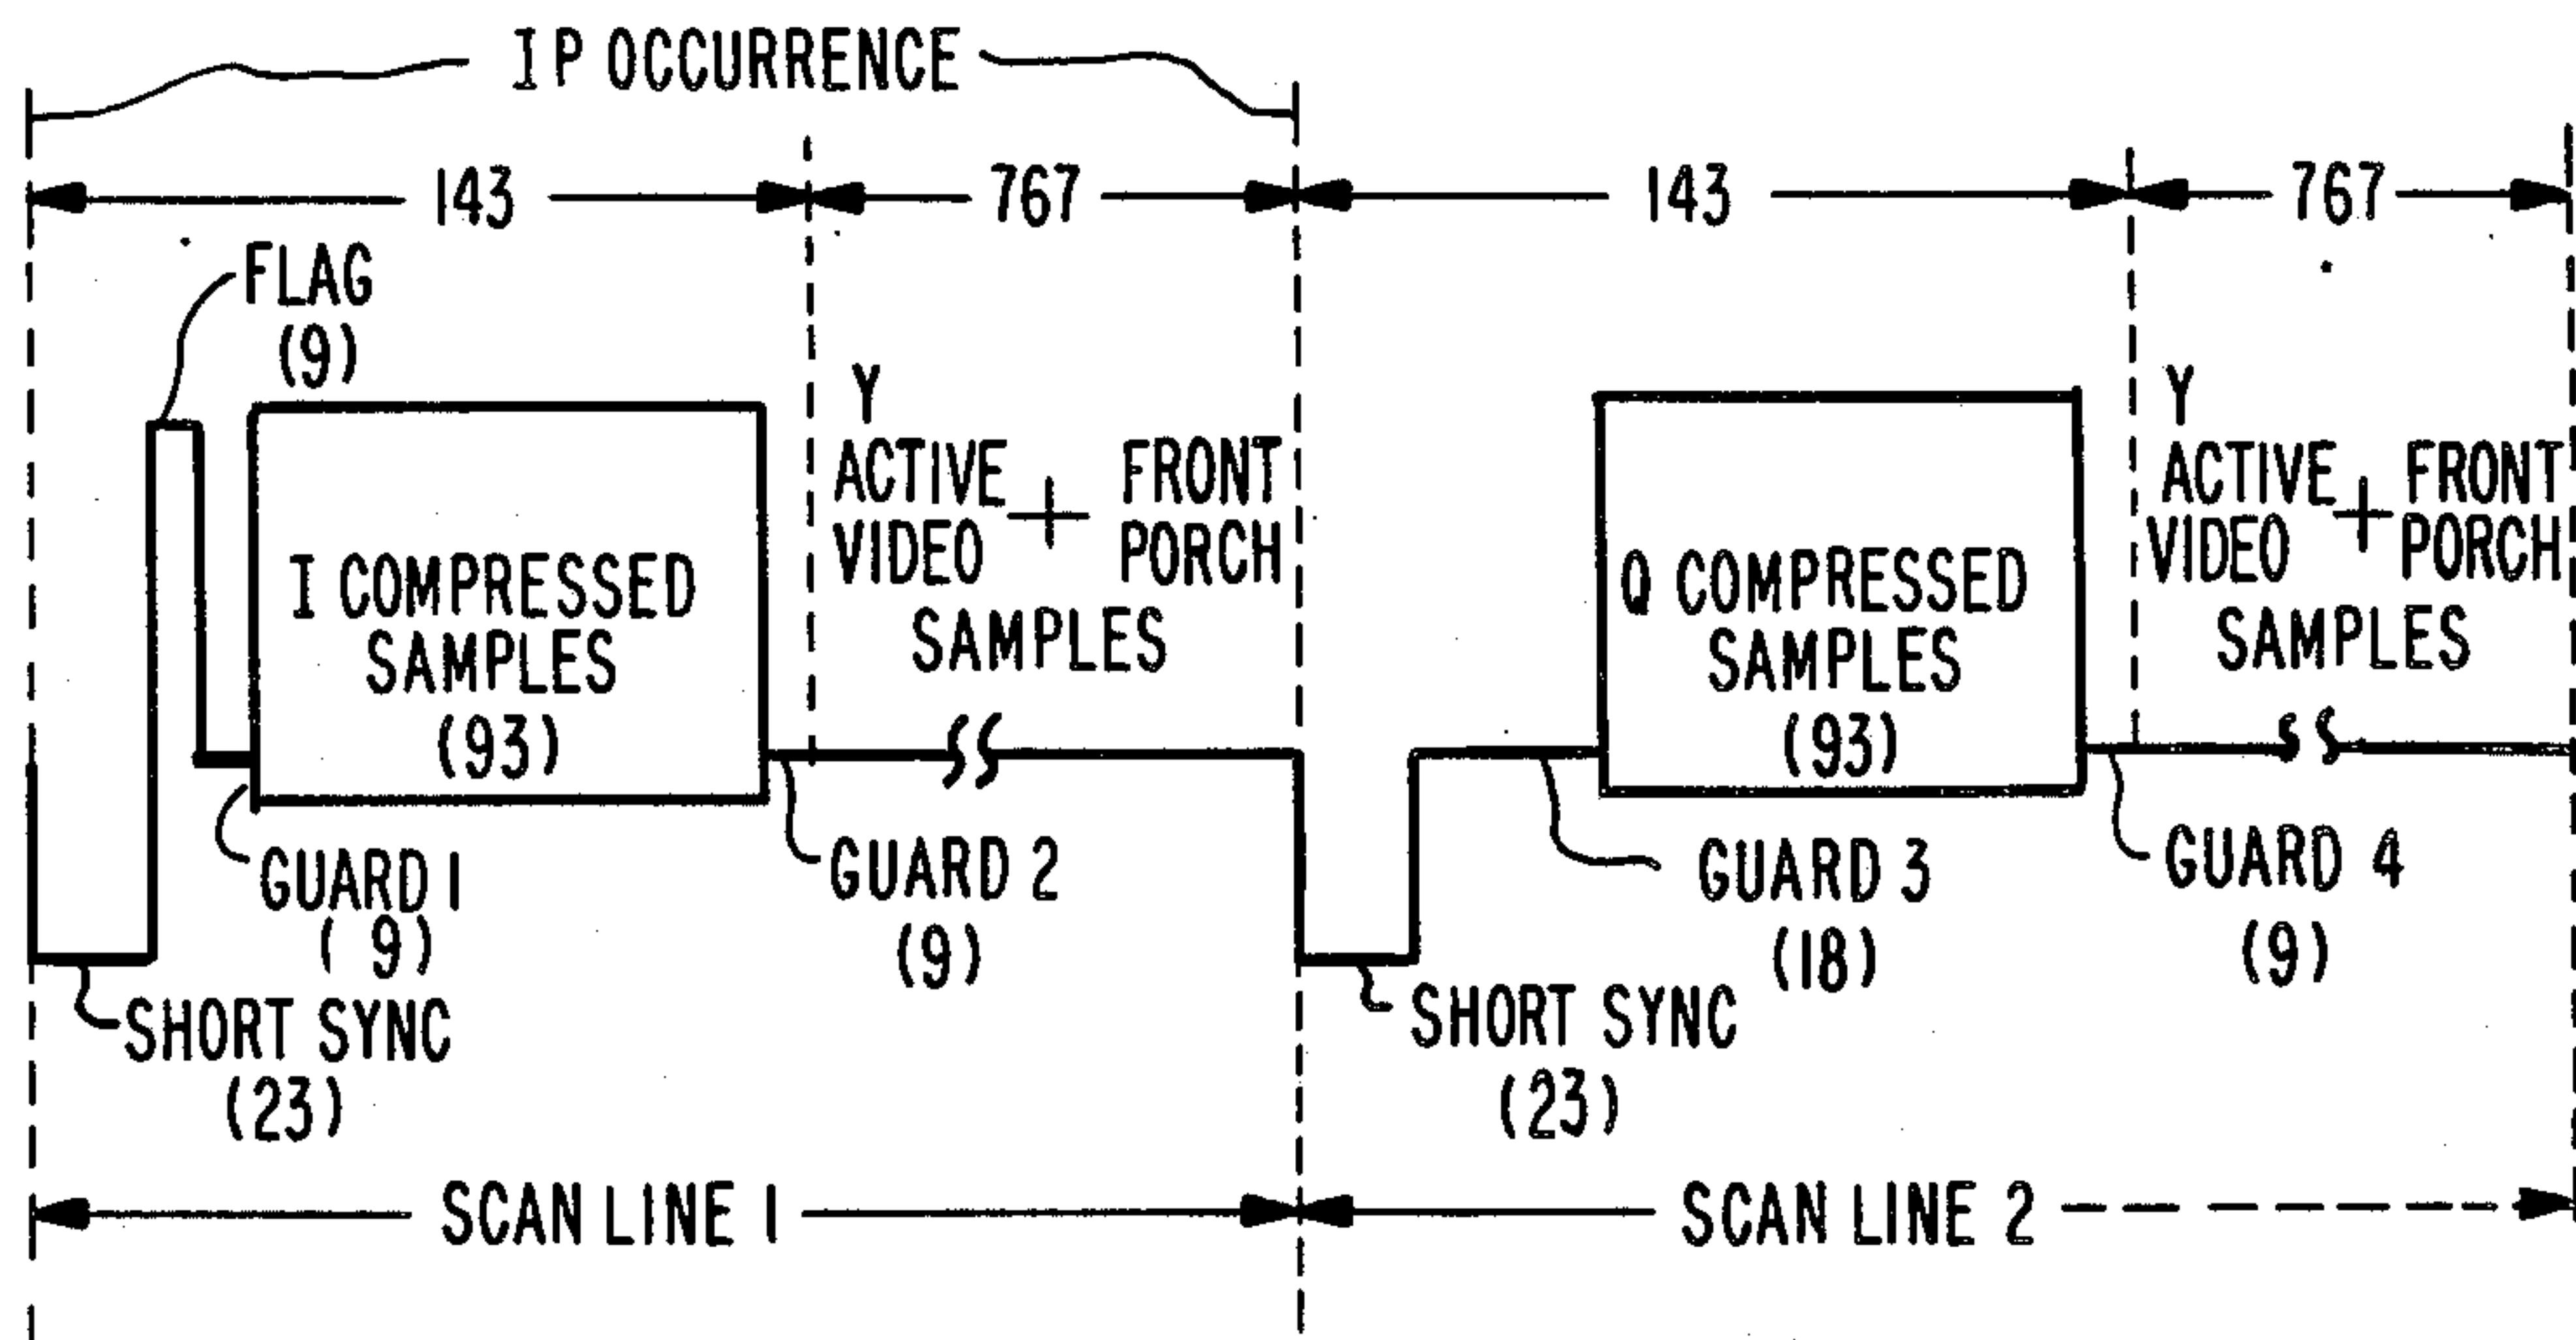 IP OCCURRENCE
143
767
143
767
FLAG
(9)
Y
ACTIVE + FRONT
VIDEO PORCH
SAMPLES
Y
ACTIVE + FRONT
VIDEO PORCH
SAMPLES
I COMPRESSED
SAMPLES
(93)
Q COMPRESSED
SAMPLES
(93)
GUARD 1
(9)
GUARD 2
(9)
GUARD 3
(18)
GUARD 4
(9)
SHORT SYNC
(23)
SHORT SYNC
(23)
SCAN LINE 1
SCAN LINE 2